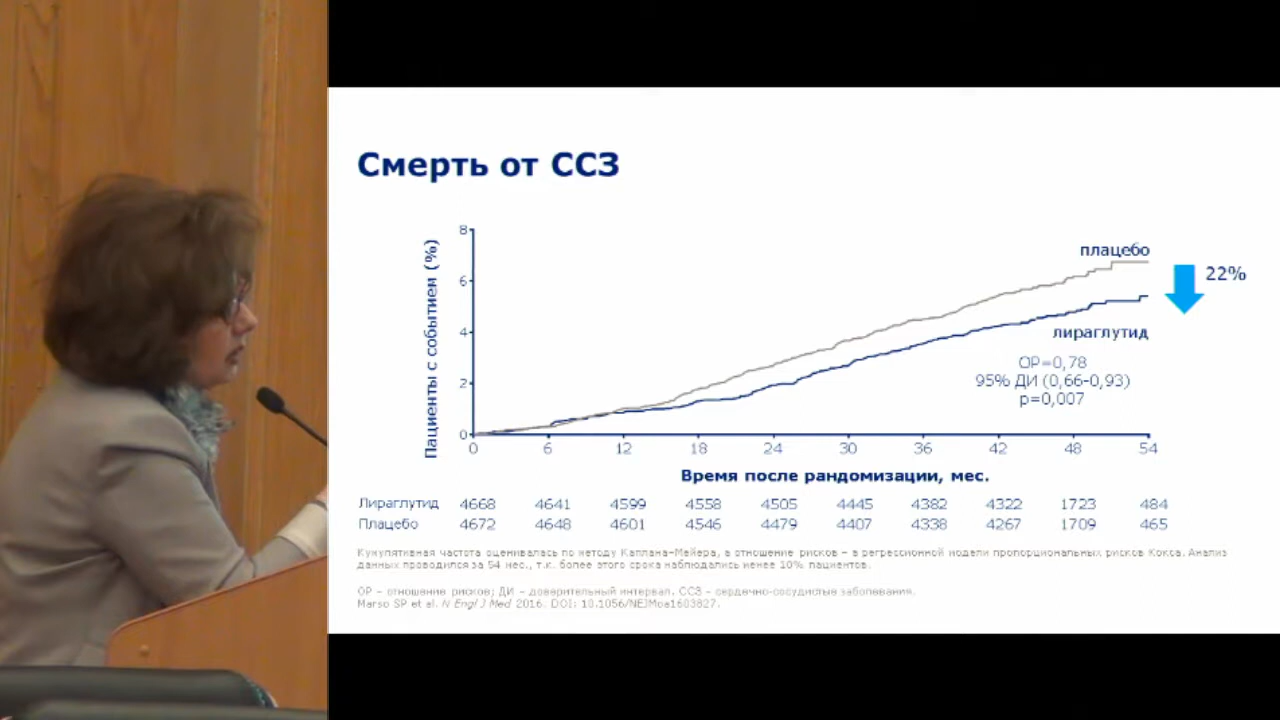 Смерть от ССЗ
Пациенты с событием (%)
8
6
4
2
0
плацебо
22%
лираглутид
ОР=0,78
95% ДИ (0,66-0,93)
p=0,007
0 6 12 18 24 30 36 42 48 54
Время после рандомизации, мес.
Лираглутид 4668 4641 4599 4558 4505 4445 4382 4322 1723 484
Плацебо 4672 4648 4601 4546 4479 4407 4338 4267 1709 465
Кумулятивная частота оценивалась по методу Каплана–Мейера, а отношение рисков – в регрессионной модели пропорциональных рисков Кокса. Анализ
данных проводился за 54 мес., т.к. более этого срока наблюдались менее 10% пациентов.
ОР – отношение рисков; ДИ – доверительный интервал. ССЗ – сердечно-сосудистые заболевания.
Marso SP et al. N Engl J Med 2016. DOI: 10.1056/NEJMoa1603827.